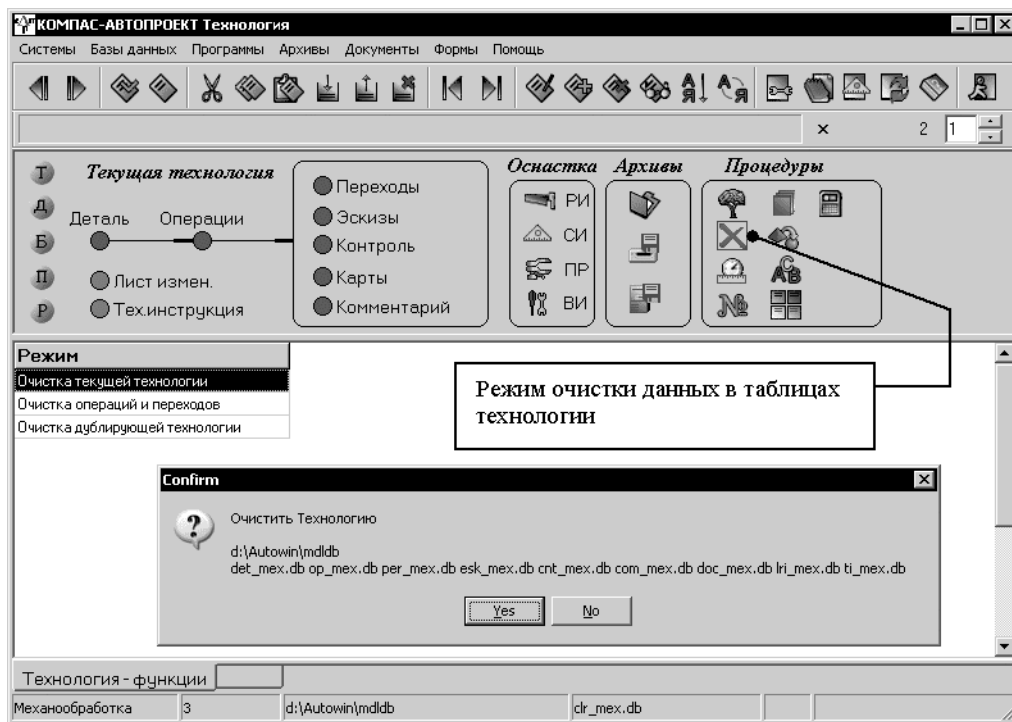 КОМПАС-АВТОПРОЕКТ Технология
Системы Базы данных Программы Архивы Документы Формы Помощь
А Я А Я
× 2 1
Текущая технология Оснастка Архивы Процедуры
Т
Д
Б
П
Р
Деталь Операции
Лист измен.
Тех.инструкция
Переходы
Эскизы
Контроль
Карты
Комментарий
РИ
СИ
ПР
ВИ
А С В
№
Режим
Очистка текущей технологии
Очистка операций и переходов
Очистка дублирующей технологии
Режим очистки данных в таблицах
технологии
Confirm
Очистить Технологию
d:\Autowin\mdldb
det_mex.db op_mex.db per_mex.db esk_mex.db cnt_mex.db com_mex.db doc_mex.db lri_mex.db ti_mex.db
Yes No
Технология - функции
Механообработка 3 d:\Autowin\mdldb clr_mex.db